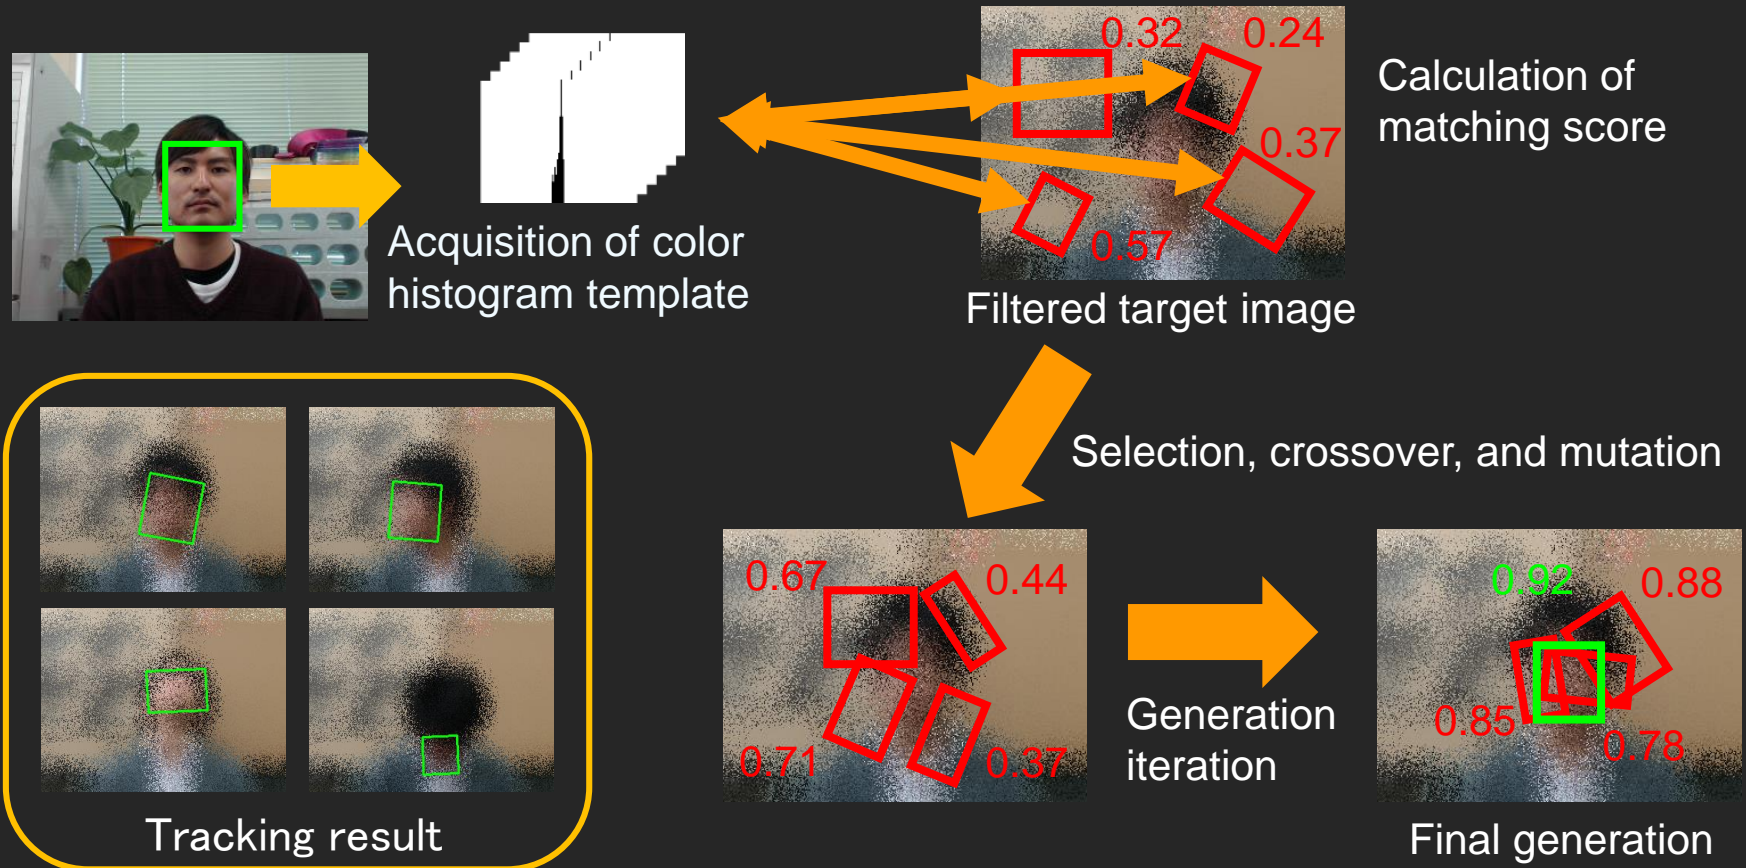 0.32
0.24
Calculation of
matching score
0.37
0.57
Acquisition of color
histogram template
Filtered target image
Selection, crossover, and mutation
0.67
0.44
0.71
0.37
Generation
iteration
0.92
0.88
0.85
0.78
Final generation
Tracking result